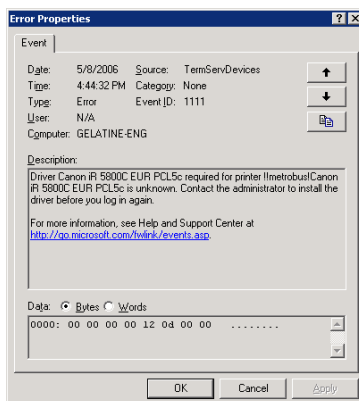 Error Properties
Event
Date: 5/8/2006 Source: TermServDevices
Time: 4:44:32 PM Category: None
Type: Error Event ID: 1111
User: N/A
Computer: GELATINE-ENG
Description:
Driver Canon iR 5800C EUR PCL5c required for printer !!metrobus!Canon
iR 5800C EUR PCL5c is unknown. Contact the administrator to install the
driver before you log in again.
For more information, see Help and Support Center at
http://go.microsoft.com/fwlink/events.asp.
Data: Bytes Words
0000: 00 00 00 00 12 0d 00 00 ........
OK Cancel Apply